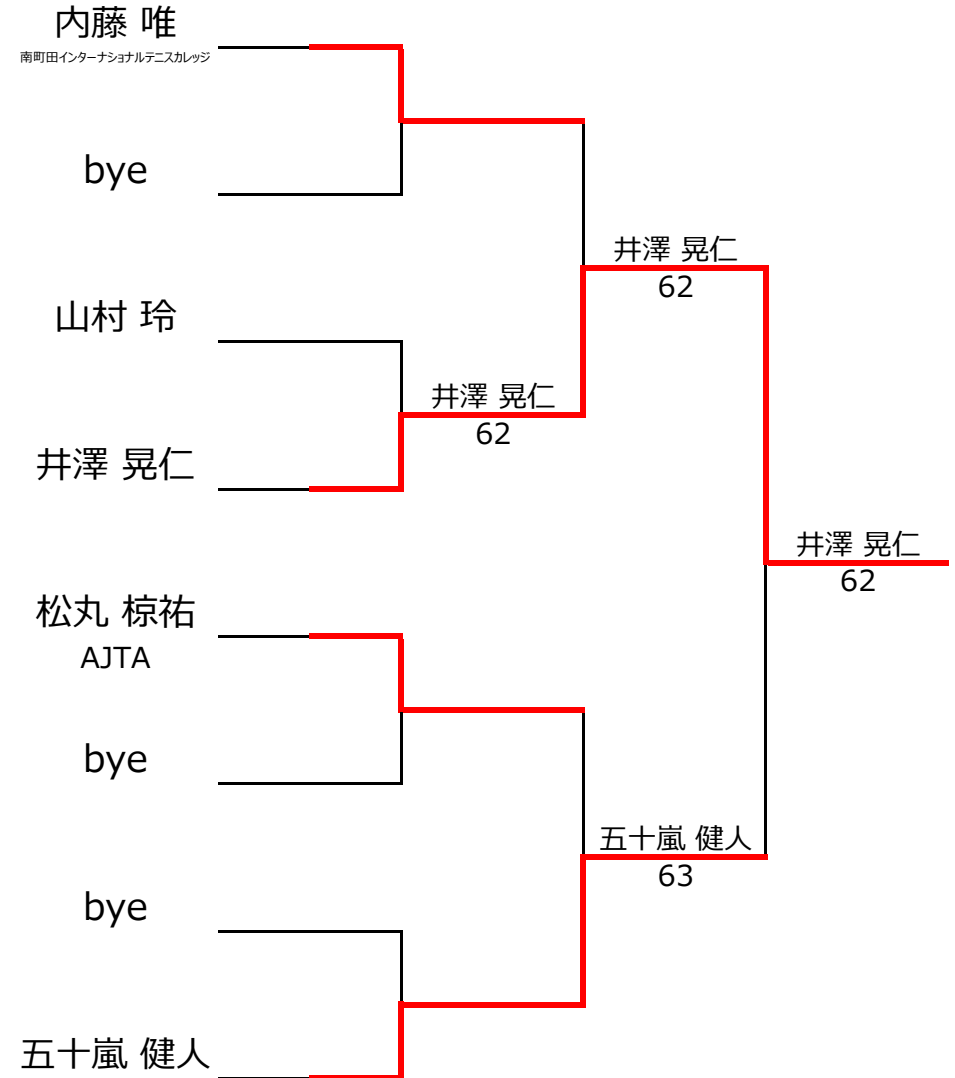 内藤 唯
南町田インターナショナルテニスカレッジ
bye
井澤 晃仁
62
山村 玲
井澤 晃仁
62
井澤 晃仁
井澤 晃仁
62
松丸 椋祐
AJTA
bye
五十嵐 健人
63
bye
五十嵐 健人